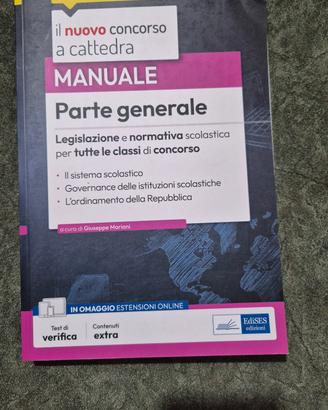 il nuovo concorso
a cattedra
MANUALE
Parte generale
Legislazione e normativa scolastica
per tutte le classi di concorso
• Il sistema scolastico
• Governance delle istituzioni scolastiche
• L'ordinamento della Repubblica
a cura di Giuseppe Mariani
IN OMAGGIO ESTENSIONI ONLINE
Test di
verifica
Contenuti
extra
EdiSES
edizioni